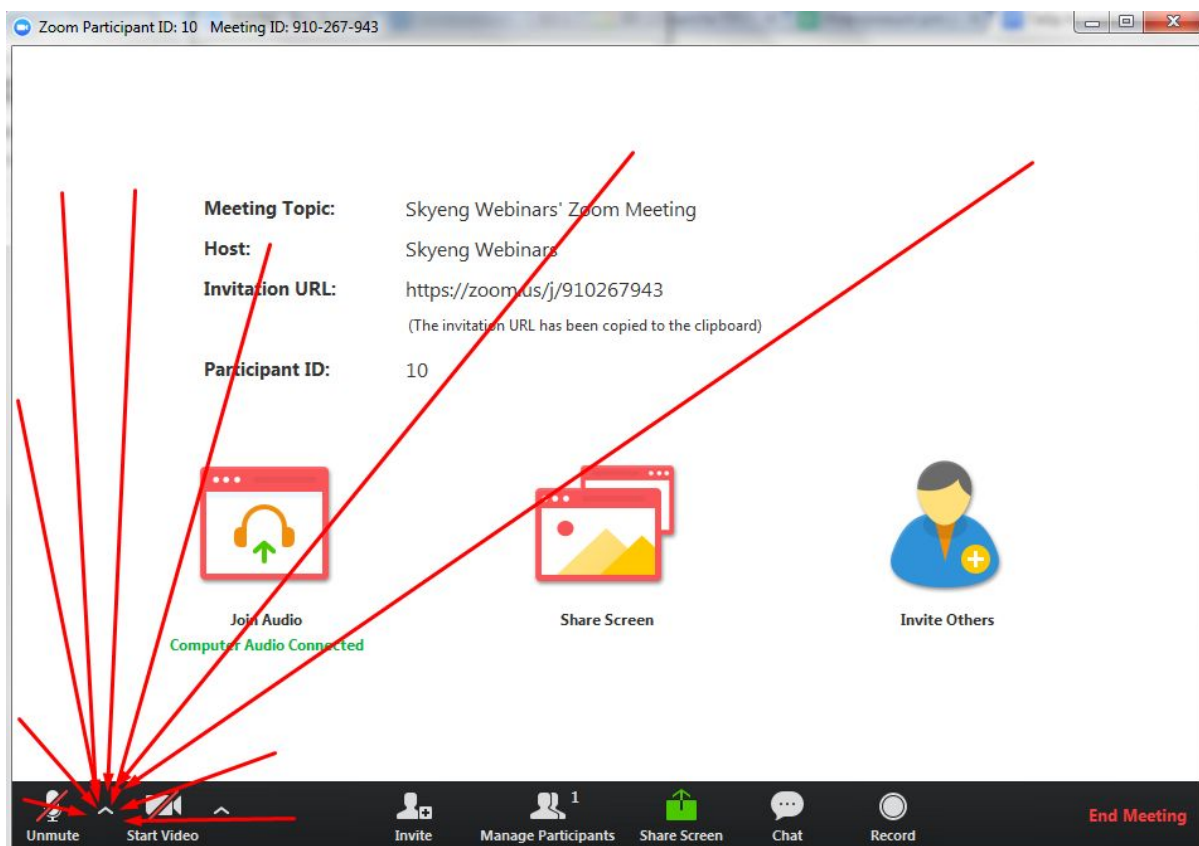 Zoom Participant ID: 10 Meeting ID: 910-267-943
Meeting Topic: Skyeng Webinars' Zoom Meeting
Host: Skyeng Webinars
Invitation URL: https://zoom.us/j/910267943
(The invitation URL has been copied to the clipboard)
Participant ID: 10
Join Audio Share Screen Invite Others
Computer Audio Connected
1
Unmute Start Video Invite Manage Participants Share Screen Chat Record End Meeting